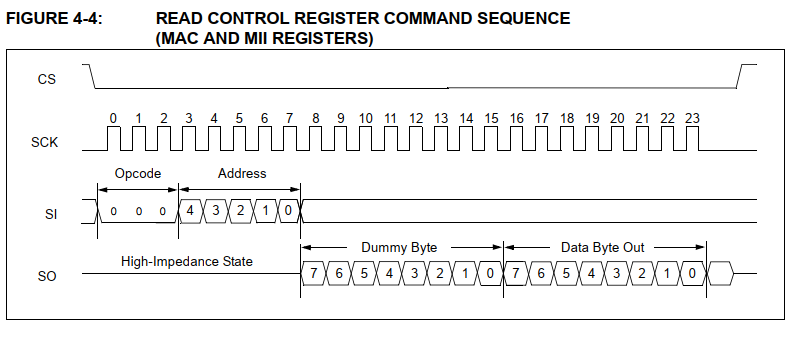 FIGURE 4-4: READ CONTROL REGISTER COMMAND SEQUENCE
(MAC AND MII REGISTERS)
CS
0 1 2 3 4 5 6 7 8 9 10 11 12 13 14 15 16 17 18 19 20 21 22 23
SCK
Opcode Address
SI 0 0 0 4 3 2 1 0
Dummy Byte Data Byte Out
High-Impedance State
SO 7 6 5 4 3 2 1 0 7 6 5 4 3 2 1 0